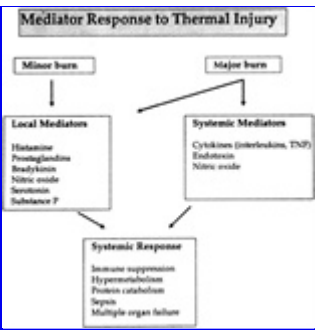 Mediator Response to Thermal Injury
Minor burn
Major burn
Local Mediators
Histamine
Prostaglandins
Bradykinin
Nitric oxide
Serotonin
Substance P
Systemic Mediators
Cytokines (interleukins, TNF)
Endotoxin
Nitric oxide
Systemic Response
Immune suppression
Hypermetabolism
Protein catabolism
Sepsis
Multiple organ failure